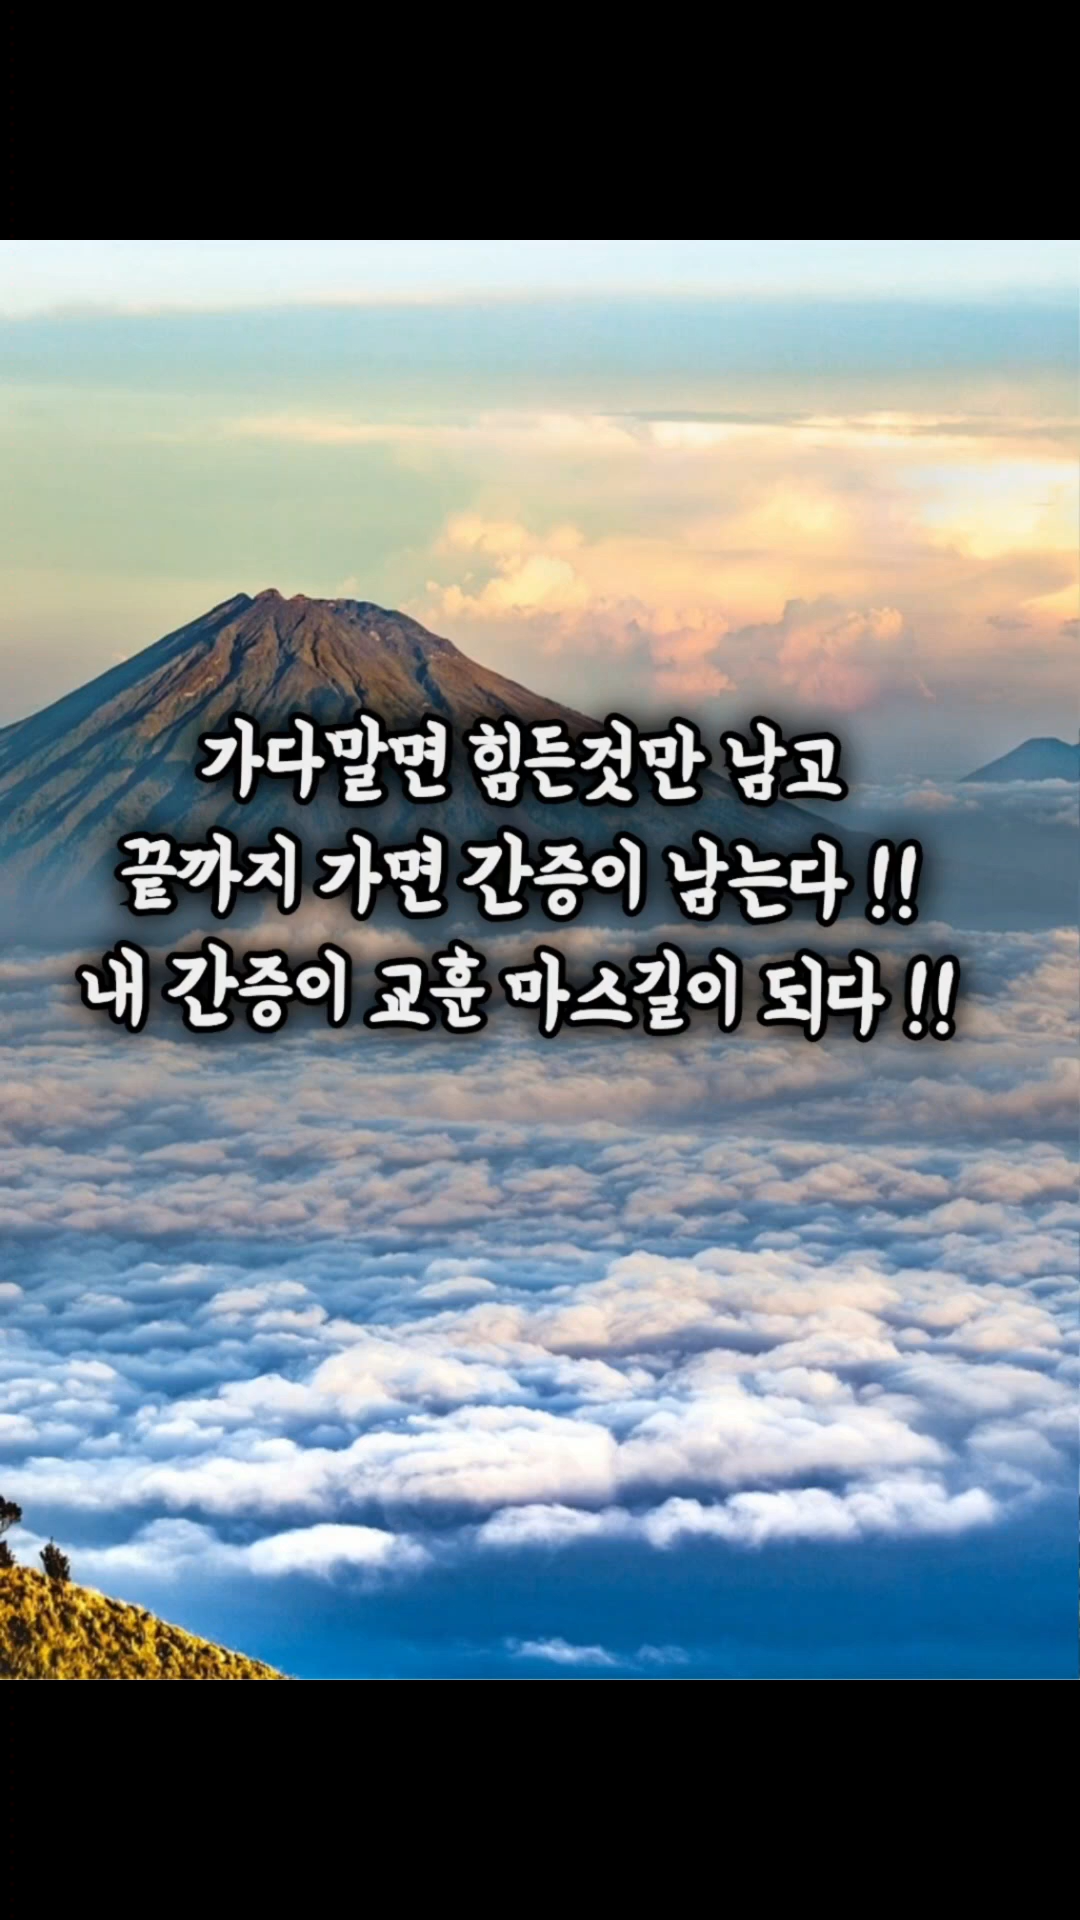 가다말면 힘든것만 남고
끝까지 가면 간증이 남는다 !!
내 간증이 교훈 마스길이 되다 !!